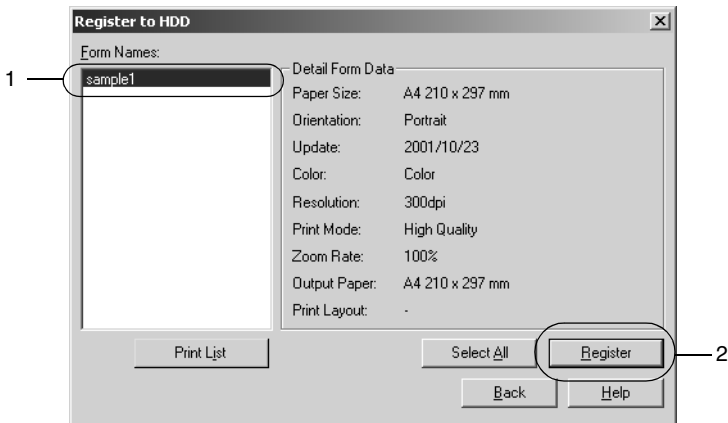 Register to HDD
Form Names:
1
sample1
Detail Form Data
Paper Size: A4 210 x 297 mm
Orientation: Portrait
Update: 2001/10/23
Color: Color
Resolution: 300dpi
Print Mode: High Quality
Zoom Rate: 100%
Output Paper: A4 210 x 297 mm
Print Layout: -
Print List
Select All
Register
2
Back
Help